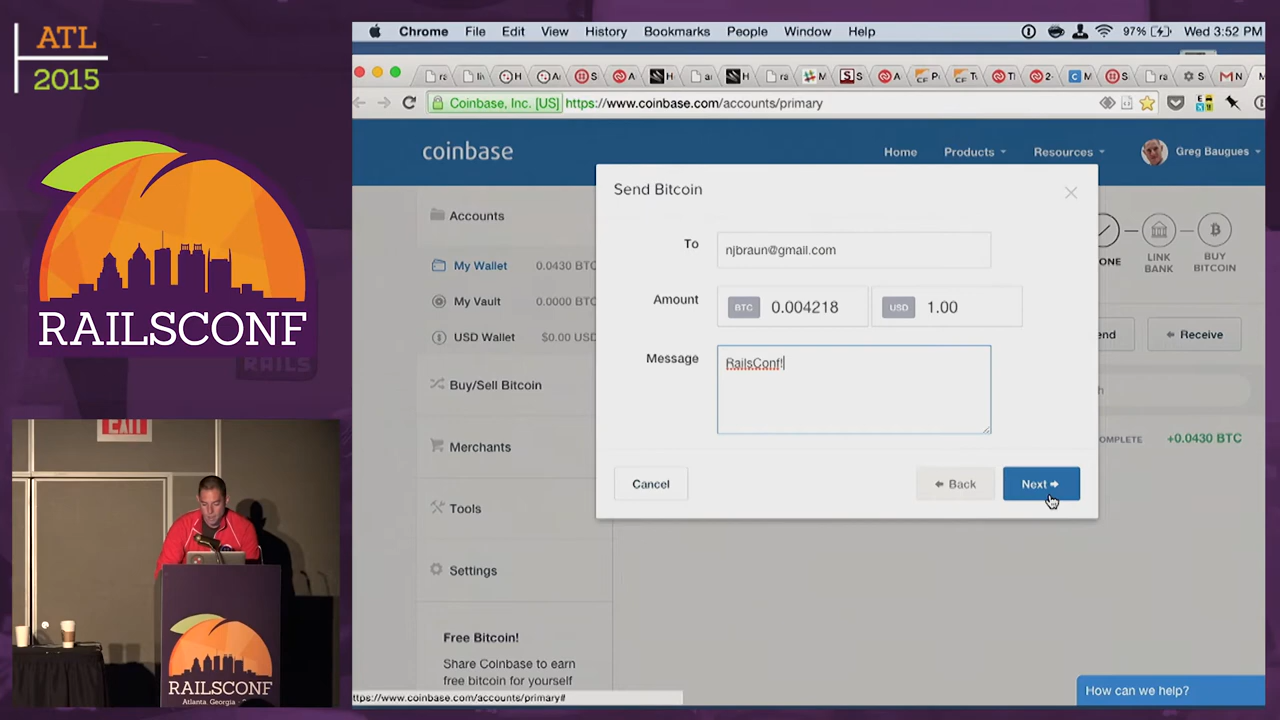 ATL
2015
RAILSCONF
EXIT
RAILSCONF
Atlanta, Georgia
Chrome File Edit View History Bookmarks People Window Help
97% Wed 3:52 PM
Coinbase, Inc. [US] https://www.coinbase.com/accounts/primary
coinbase
Home Products Resources Greg Baugues
Accounts
My Wallet 0.0430 BTC
My Vault 0.0000 BTC
USD Wallet $0.00 USD
Buy/Sell Bitcoin
Merchants
Tools
Settings
Free Bitcoin!
Share Coinbase to earn
free bitcoin for yourself
Send Bitcoin
To njbraun@gmail.com
Amount BTC 0.004218 USD 1.00
Message RailsConf!
Cancel Back Next
ONE
LINK
BANK
BUY
BITCOIN
end Receive
h
OMPLETE +0.0430 BTC
ttps://www.coinbase.com/accounts/primary#
How can we help?